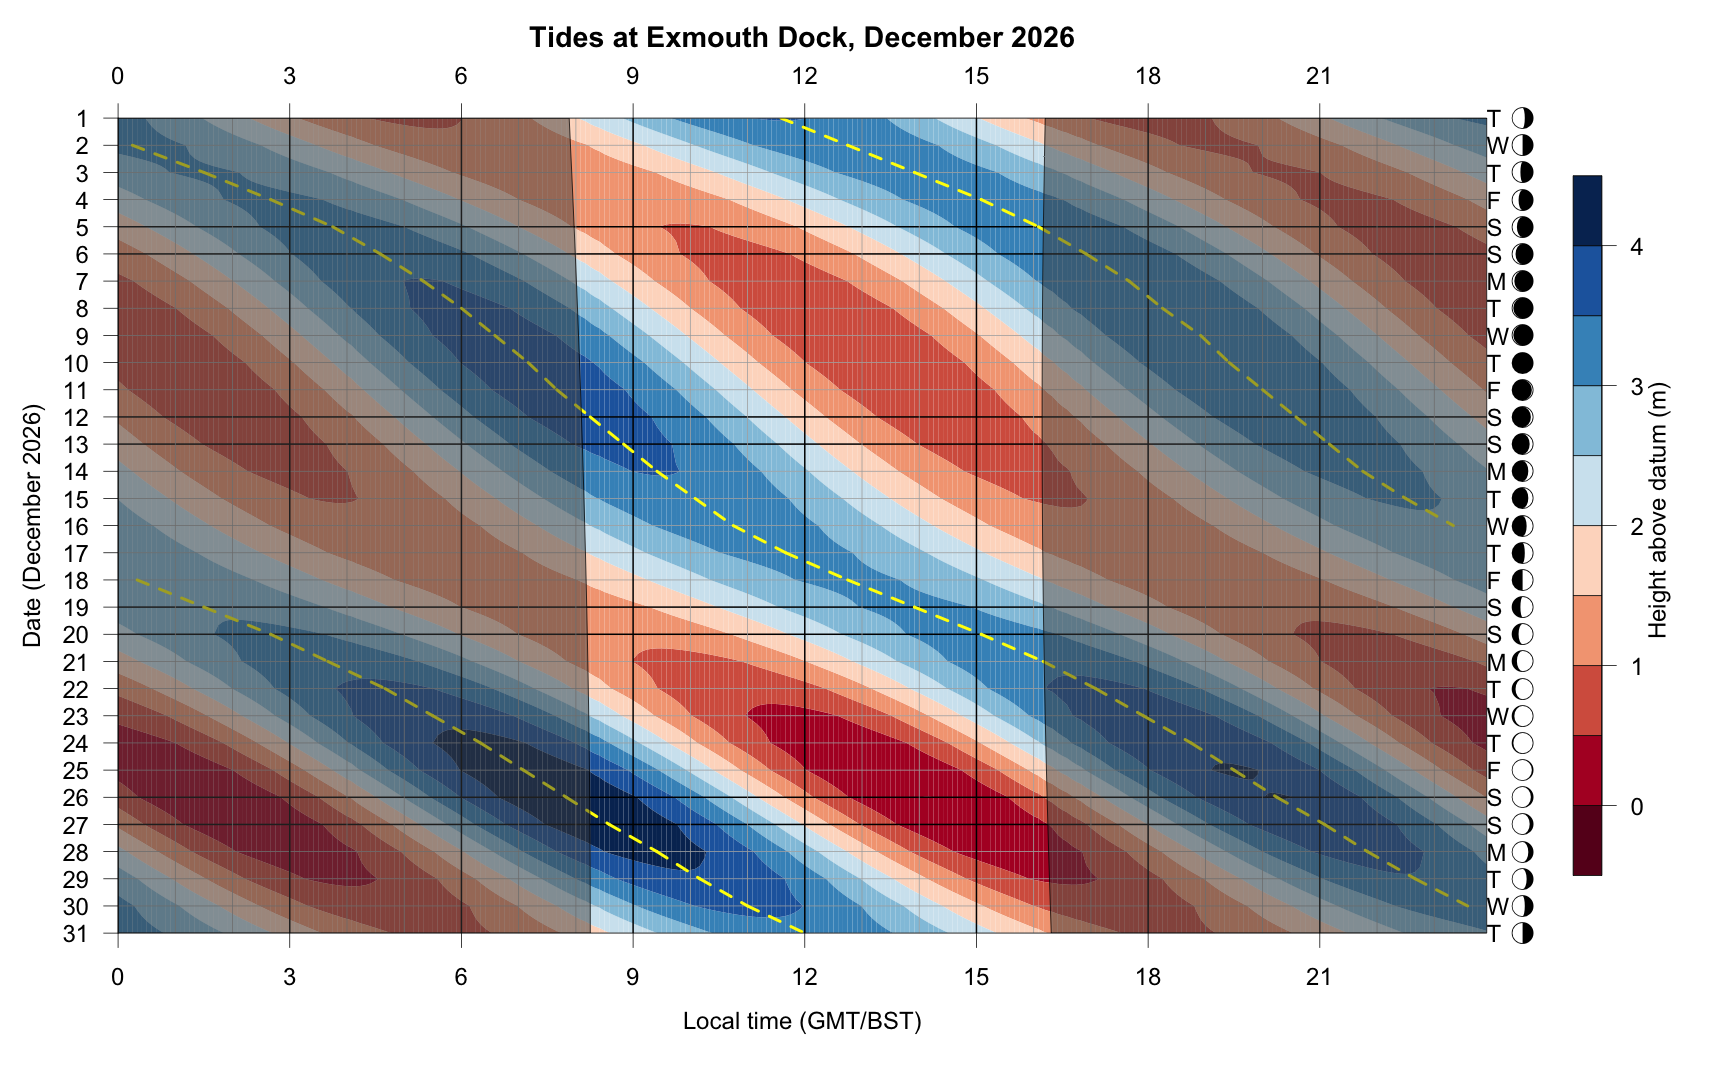 Tides at Exmouth Dock, December 2026
0 3 6 9 12 15 18 21
1 T
2 W
3 T
4 F
5 S
6 S
7 M
8 T
9 W
10 T
11 F
12 S
13 S
14 M
15 T
16 W
17 T
18 F
19 S
20 S
21 M
22 T
23 W
24 T
25 F
26 S
27 S
28 M
29 T
30 W
31 T
0 3 6 9 12 15 18 21
Local time (GMT/BST)
Date (December 2026)
4
3
2
1
0
Height above datum (m)